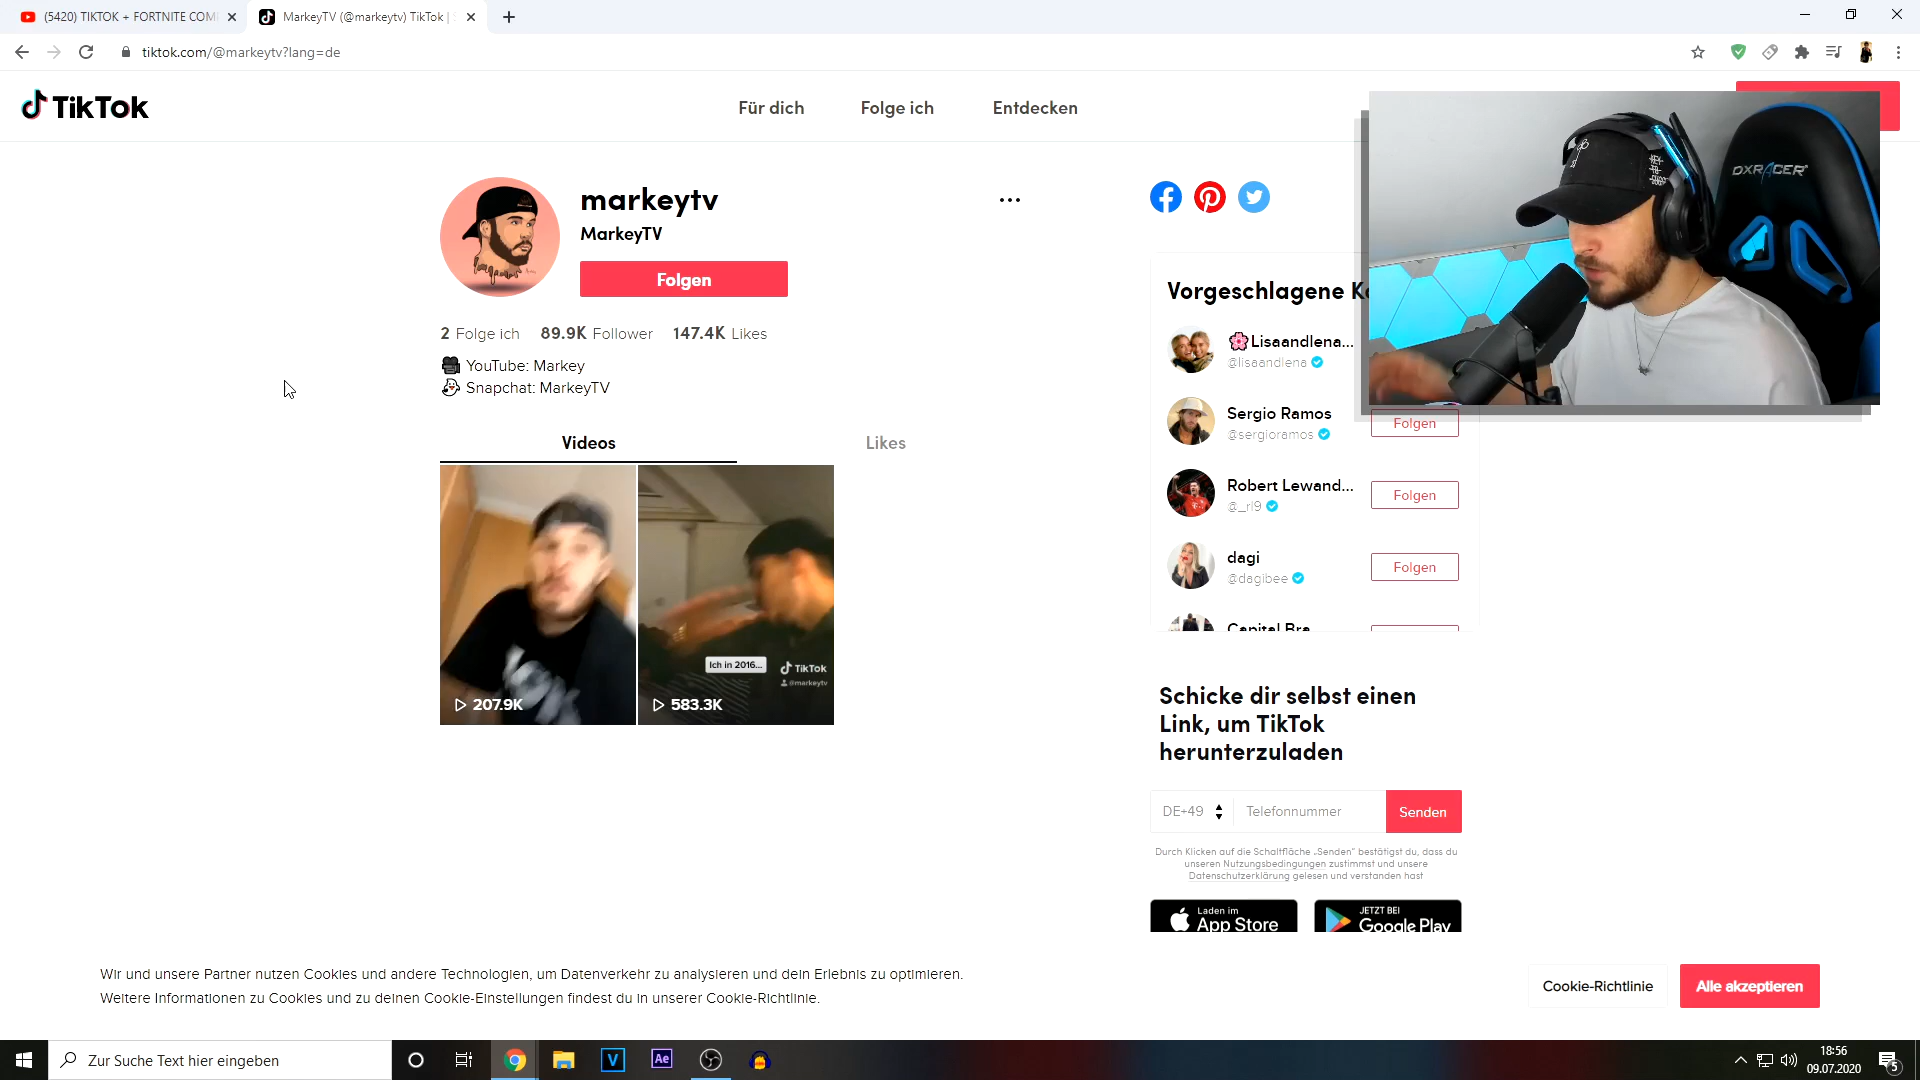 (5420) TIKTOK + FORTNITE COM
MarkeyTV (@markeytv) TikTok |
tiktok.com/@markeytv?lang=de
TikTok
Für dich
Folge ich
Entdecken
markeytv
MarkeyTV
Folgen
2 Folge ich 89.9K Follower 147.4K Likes
YouTube: Markey
Snapchat: MarkeyTV
Videos
Likes
Ich in 2016...
TikTok
@markeytv
207.9K
583.3K
DXRACER
Vorgeschlagene Ko
Lisaandlena...
@lisaandlena
Sergio Ramos
@sergioramos
Folgen
Robert Lewand...
@_rl9
Folgen
dagi
@dagibee
Folgen
Capital Bra
Schicke dir selbst einen
Link, um TikTok
herunterzuladen
DE+49
Telefonnummer
Senden
Durch Klicken auf die Schaltfläche „Senden" bestätigst du, dass du
unseren Nutzungsbedingungen zustimmst und unsere
Datenschutzerklärung gelesen und verstanden hast
Laden im
App Store
JETZT BEI
Google Play
Wir und unsere Partner nutzen Cookies und andere Technologien, um Datenverkehr zu analysieren und dein Erlebnis zu optimieren.
Weitere Informationen zu Cookies und zu deinen Cookie-Einstellungen findest du in unserer Cookie-Richtlinie.
Cookie-Richtlinie
Alle akzeptieren
Zur Suche Text hier eingeben
V
Ae
18:56
09.07.2020
5